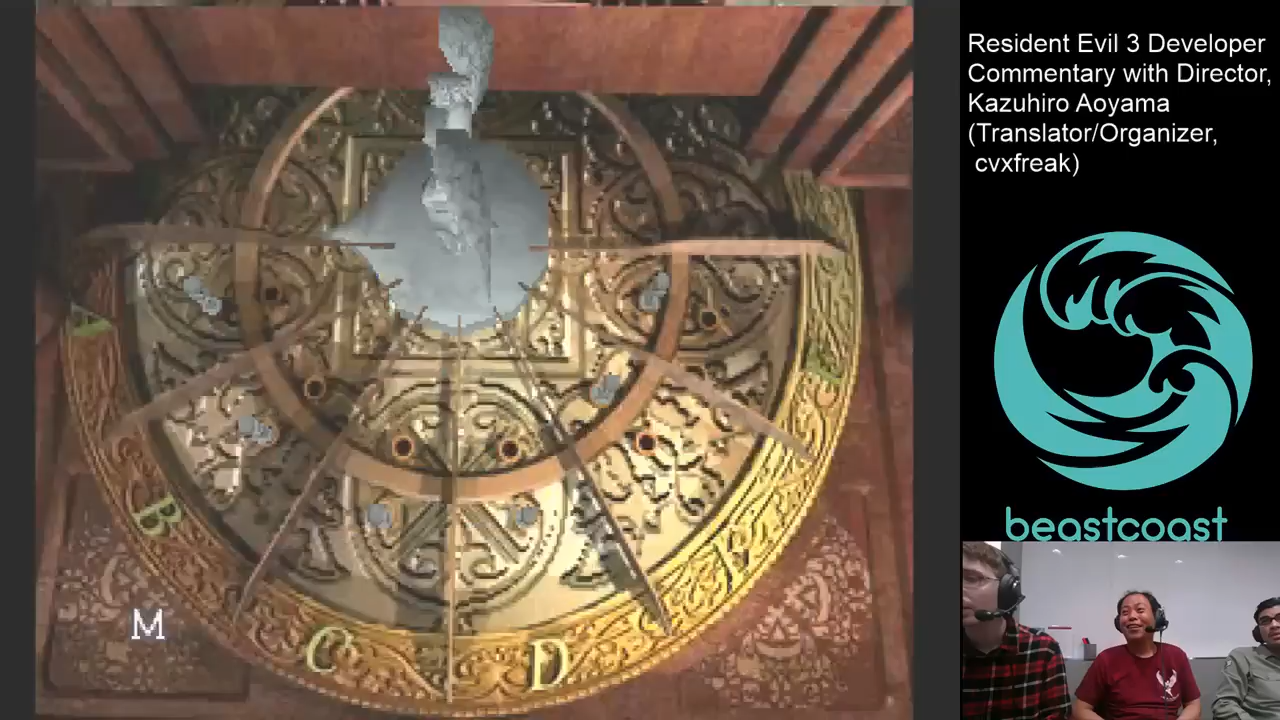 Resident Evil 3 Developer
Commentary with Director,
Kazuhiro Aoyama
(Translator/Organizer,
cvxfreak)
beastcoast
A
B
M
C
D